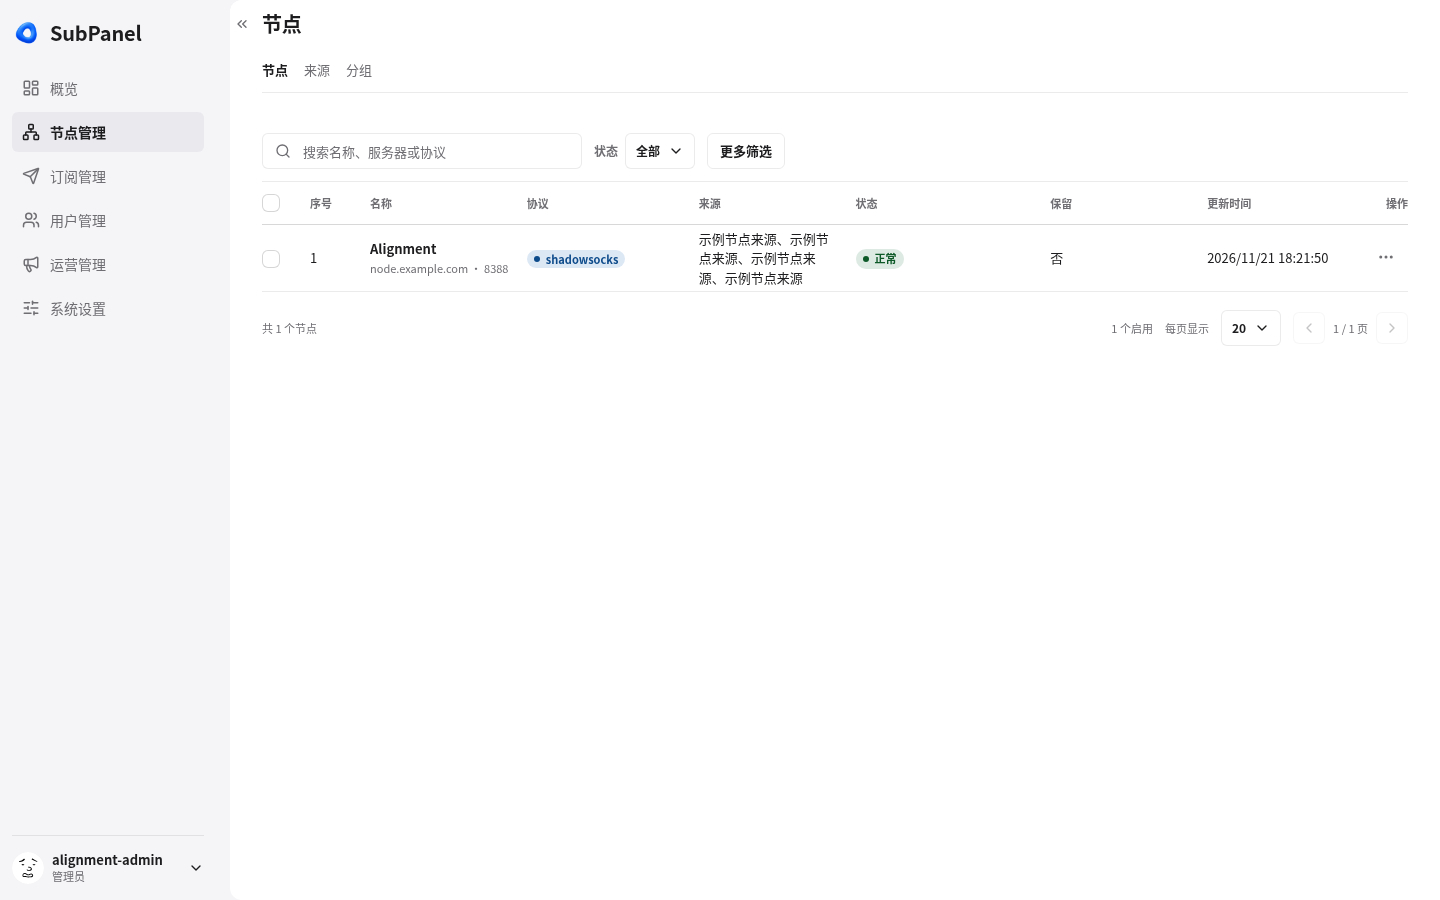 SubPanel
概览
节点管理
订阅管理
用户管理
运营管理
系统设置
alignment-admin
管理员
节点
节点 来源 分组
搜索名称、服务器或协议 状态 全部 更多筛选
序号 名称 协议 来源 状态 保留 更新时间 操作
1 Alignment node.example.com · 8388 shadowsocks
示例节点来源、示例节
点来源、示例节点来
源、示例节点来源
正常 否 2026/11/21 18:21:50
共 1 个节点 1 个启用 每页显示 20 1 / 1 页